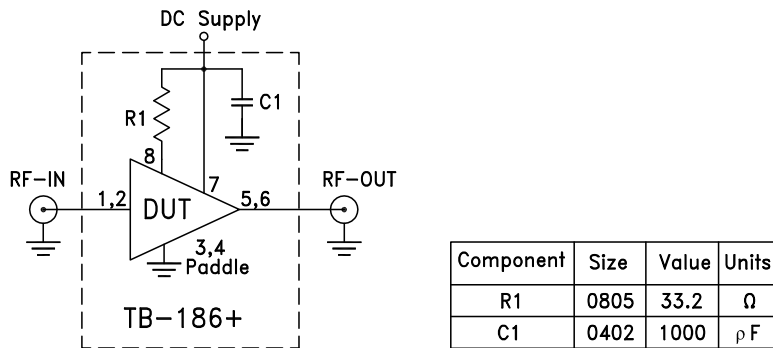 DC Supply
C1
R1
8
RF-IN
RF-OUT
1,2
7
5,6
DUT
3,4
Paddle
TB-186+
Component Size Value Units
R1 0805 33.2 Ω
C1 0402 1000 ρF